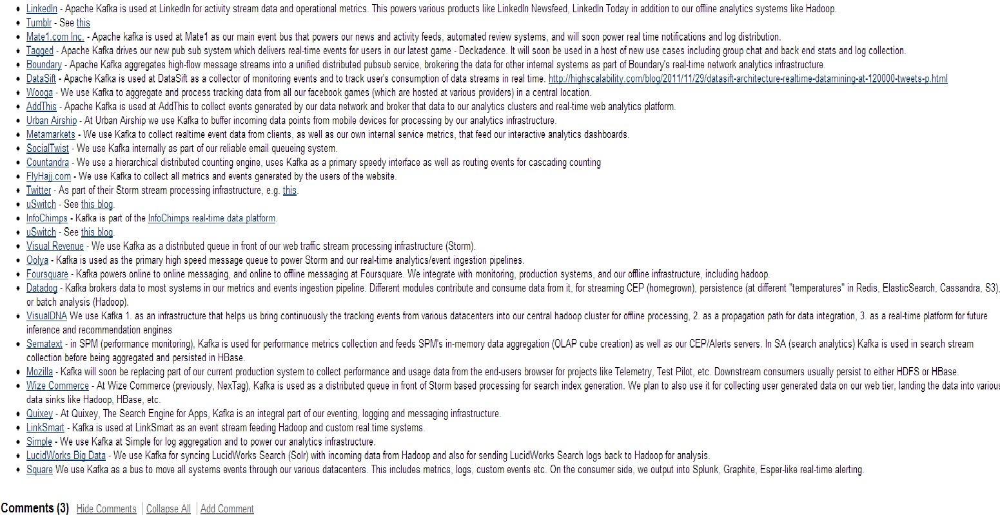 LinkedIn - Apache Kafka is used at LinkedIn for activity stream data and operational metrics. This powers various products like LinkedIn Newsfeed, LinkedIn Today in addition to our offline analytics systems like Hadoop.
Tumblr - See this
Mate1.com Inc. - Apache kafka is used at Mate1 as our main event bus that powers our news and activity feeds, automated review systems, and will soon power real time notifications and log distribution.
Tagged - Apache Kafka drives our new pub sub system which delivers real-time events for users in our latest game - Deckadence. It will soon be used in a host of new use cases including group chat and back end stats and log collection.
Boundary - Apache Kafka aggregates high-flow message streams into a unified distributed pubsub service, brokering the data for other internal systems as part of Boundary's real-time network analytics infrastructure.
DataSift - Apache Kafka is used at DataSift as a collector of monitoring events and to track user's consumption of data streams in real time. http://highscalability.com/blog/2011/11/29/datasift-architecture-realtime-datamining-at-120000-tweets-p.html
Wooga - We use Kafka to aggregate and process tracking data from all our facebook games (which are hosted at various providers) in a central location.
AddThis - Apache Kafka is used at AddThis to collect events generated by our data network and broker that data to our analytics clusters and real-time web analytics platform.
Urban Airship - At Urban Airship we use Kafka to buffer incoming data points from mobile devices for processing by our analytics infrastructure.
Metamarkets - We use Kafka to collect realtime event data from clients, as well as our own internal service metrics, that feed our interactive analytics dashboards.
SocialTwist - We use Kafka internally as part of our reliable email queueing system.
Countandra - We use a hierarchical distributed counting engine, uses Kafka as a primary speedy interface as well as routing events for cascading counting
FlyHajj.com - We use Kafka to collect all metrics and events generated by the users of the website.
Twitter - As part of their Storm stream processing infrastructure, e.g. this.
uSwitch - See this blog.
InfoChimps - Kafka is part of the InfoChimps real-time data platform.
uSwitch - See this blog.
Visual Revenue - We use Kafka as a distributed queue in front of our web traffic stream processing infrastructure (Storm).
Oolya - Kafka is used as the primary high speed message queue to power Storm and our real-time analytics/event ingestion pipelines.
Foursquare - Kafka powers online to online messaging, and online to offline messaging at Foursquare. We integrate with monitoring, production systems, and our offline infrastructure, including hadoop.
Datadog - Kafka brokers data to most systems in our metrics and events ingestion pipeline. Different modules contribute and consume data from it, for streaming CEP (homegrown), persistence (at different "temperatures" in Redis, ElasticSearch, Cassandra, S3),
or batch analysis (Hadoop).
VisualDNA We use Kafka 1. as an infrastructure that helps us bring continuously the tracking events from various datacenters into our central hadoop cluster for offline processing, 2. as a propagation path for data integration, 3. as a real-time platform for future
inference and recommendation engines
Sematext - in SPM (performance monitoring), Kafka is used for performance metrics collection and feeds SPM's in-memory data aggregation (OLAP cube creation) as well as our CEP/Alerts servers. In SA (search analytics) Kafka is used in search stream
collection before being aggregated and persisted in HBase.
Mozilla - Kafka will soon be replacing part of our current production system to collect performance and usage data from the end-users browser for projects like Telemetry, Test Pilot, etc. Downstream consumers usually persist to either HDFS or HBase.
Wize Commerce - At Wize Commerce (previously, NexTag), Kafka is used as a distributed queue in front of Storm based processing for search index generation. We plan to also use it for collecting user generated data on our web tier, landing the data into various
data sinks like Hadoop, HBase, etc.
Quixey - At Quixey, The Search Engine for Apps, Kafka is an integral part of our eventing, logging and messaging infrastructure.
LinkSmart - Kafka is used at LinkSmart as an event stream feeding Hadoop and custom real time systems.
Simple - We use Kafka at Simple for log aggregation and to power our analytics infrastructure.
LucidWorks Big Data - We use Kafka for syncing LucidWorks Search (Solr) with incoming data from Hadoop and also for sending LucidWorks Search logs back to Hadoop for analysis.
Square We use Kafka as a bus to move all systems events through our various datacenters. This includes metrics, logs, custom events etc. On the consumer side, we output into Splunk, Graphite, Esper-like real-time alerting.
Comments (3) Hide Comments | Collapse All | Add Comment